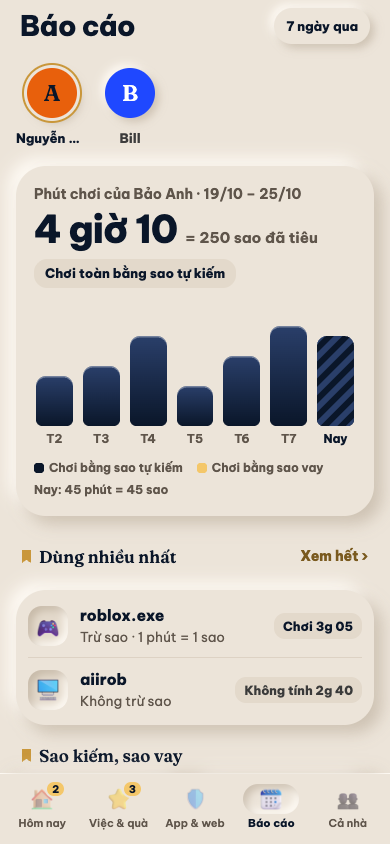 Báo cáo
7 ngày qua
A
B
Nguyễn ...
Bill
Phút chơi của Bảo Anh · 19/10 – 25/10
4 giờ 10 = 250 sao đã tiêu
Chơi toàn bằng sao tự kiếm
T2 T3 T4 T5 T6 T7 Nay
Chơi bằng sao tự kiếm Chơi bằng sao vay
Nay: 45 phút = 45 sao
Dùng nhiều nhất
Xem hết ›
roblox.exe
Trừ sao · 1 phút = 1 sao
Chơi 3g 05
aiirob
Không trừ sao
Không tính 2g 40
Sao kiếm, sao vay
2 3
Hôm nay Việc & quà App & web Báo cáo Cả nhà